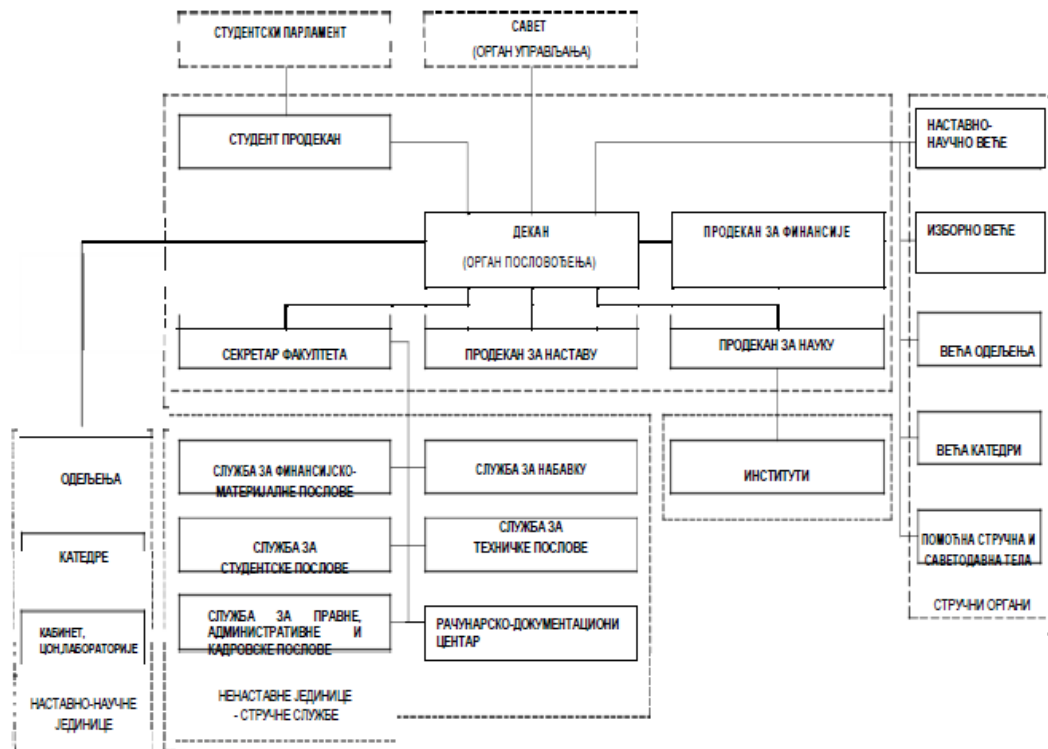 СТУДЕНТСКИ ПАРЛАМЕНТ
САВЕТ
(ОРГАН УПРАВЉАЊА)
СТУДЕНТ ПРОДЕКАН
НАСТАВНО-
НАУЧНО ВЕЋЕ
ДЕКАН
(ОРГАН ПОСЛОВОЂЕЊА)
ПРОДЕКАН ЗА ФИНАНСИЈЕ
ИЗБОРНО ВЕЋЕ
СЕКРЕТАР ФАКУЛТЕТА
ПРОДЕКАН ЗА НАСТАВУ
ПРОДЕКАН ЗА НАУКУ
ВЕЋА ОДЕЉЕЊА
ОДЕЉЕЊА
СЛУЖБА ЗА ФИНАНСИЈСКО-
МАТЕРИЈАЛНЕ ПОСЛОВЕ
СЛУЖБА ЗА НАБАВКУ
ИНСТИТУТИ
ВЕЋА КАТЕДРИ
КАТЕДРЕ
СЛУЖБА ЗА
СТУДЕНТСКЕ ПОСЛОВЕ
СЛУЖБА ЗА
ТЕХНИЧКЕ ПОСЛОВЕ
ПОМОЋНА СТРУЧНА И
САВЕТОДАВНА ТЕЛА
СТРУЧНИ ОРГАНИ
КАБИНЕТ,
ЦОН,ЛАБОРАТОРИЈЕ
СЛУЖБА ЗА ПРАВНЕ,
АДМИНИСТРАТИВНЕ И
КАДРОВСКЕ ПОСЛОВЕ
РАЧУНАРСКО-ДОКУМЕНТАЦИОНИ
ЦЕНТАР
НАСТАВНО-НАУЧНЕ
ЈЕДИНИЦЕ
НЕНАСТАВНЕ ЈЕДИНИЦЕ
- СТРУЧНЕ СЛУЖБЕ